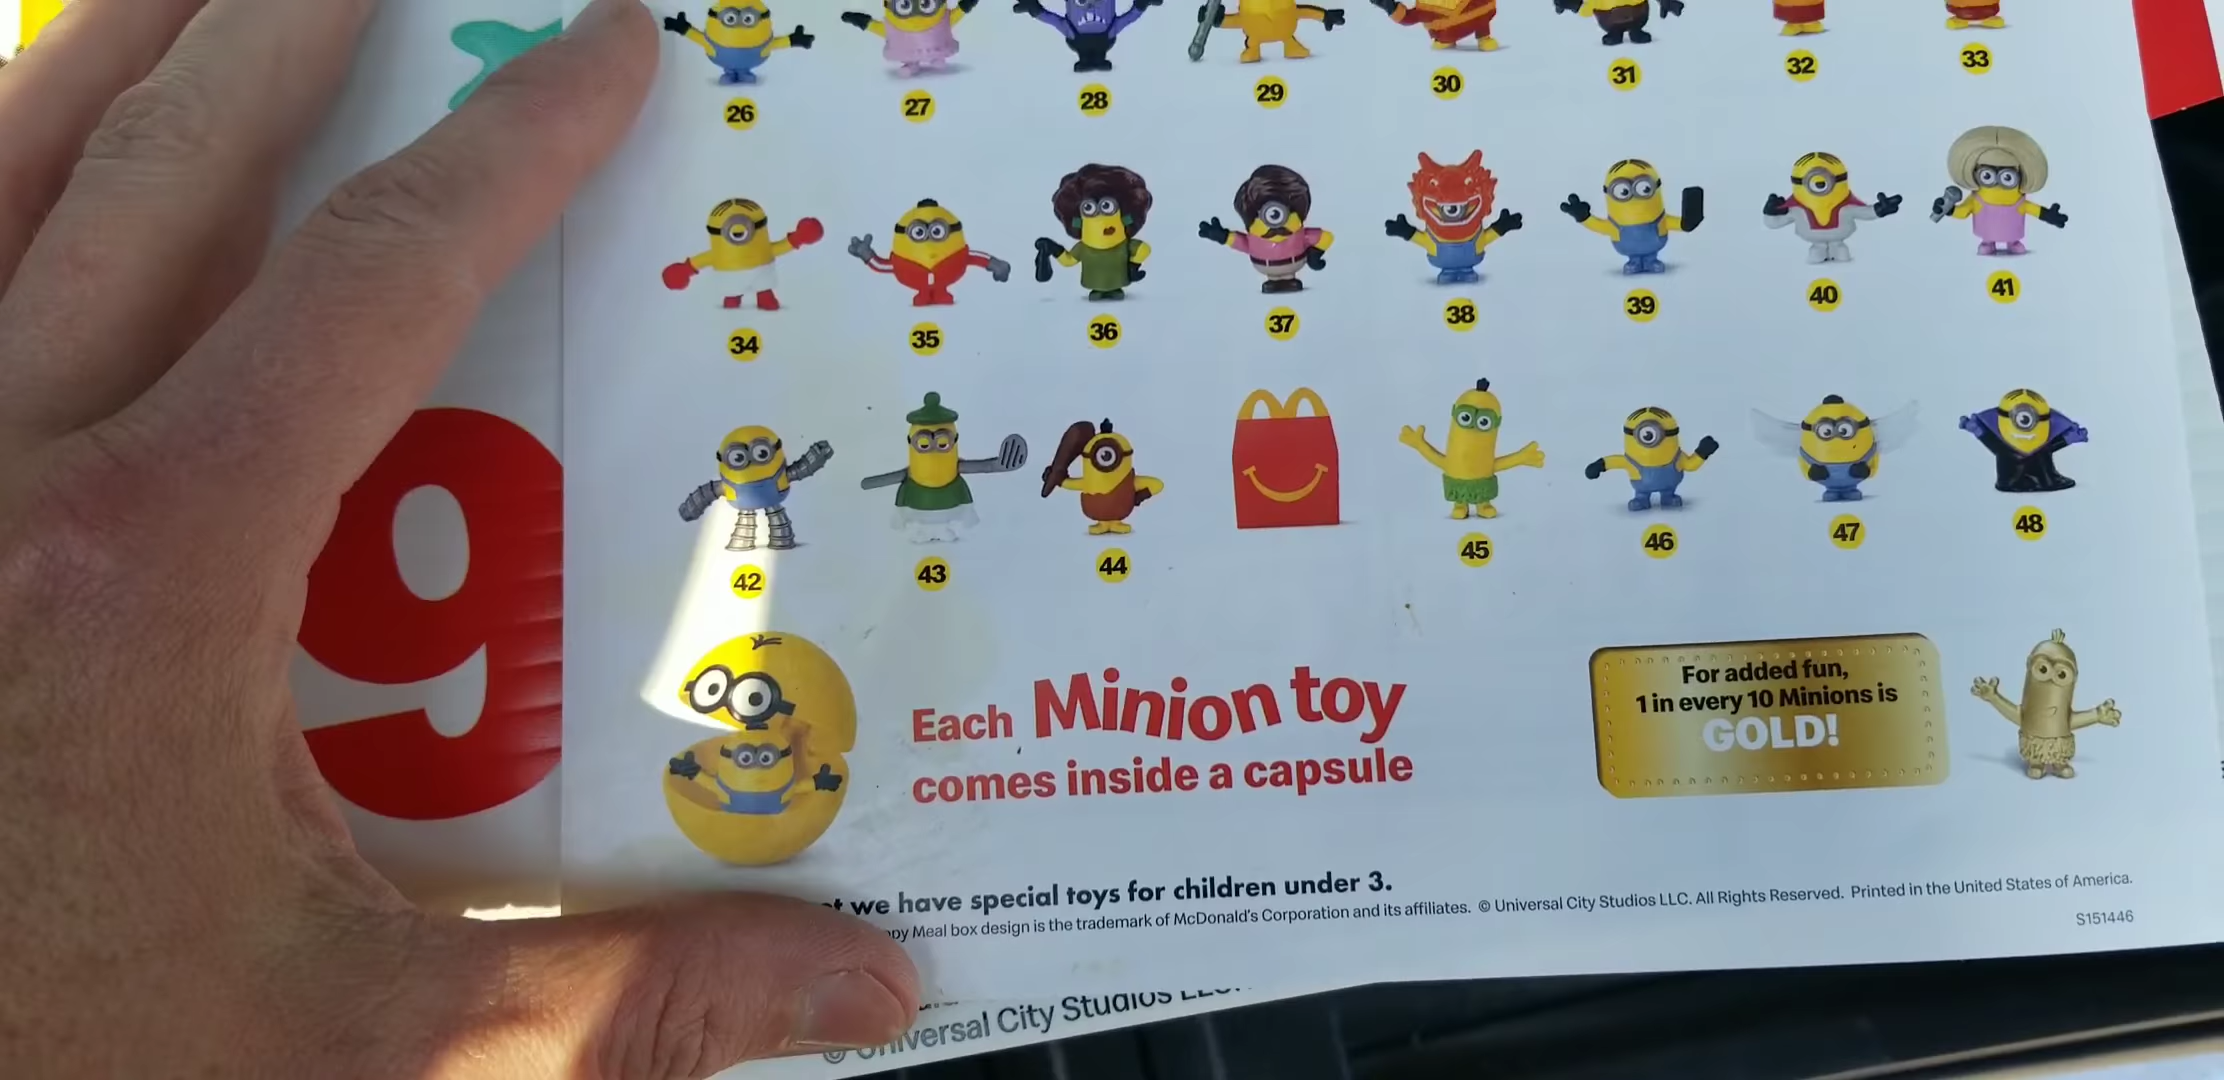 26 27 28 29 30 31 32 33
34 35 36 37 38 39 40 41
42 43 44 45 46 47 48
9
Each Minion toy
comes inside a capsule
For added fun,
1 in every 10 Minions is
GOLD!
we have special toys for children under 3.
Meal box design is the trademark of McDonald's Corporation and its affiliates. © Universal City Studios LLC. All Rights Reserved. Printed in the United States of America.
S151446
© Universal City Studios